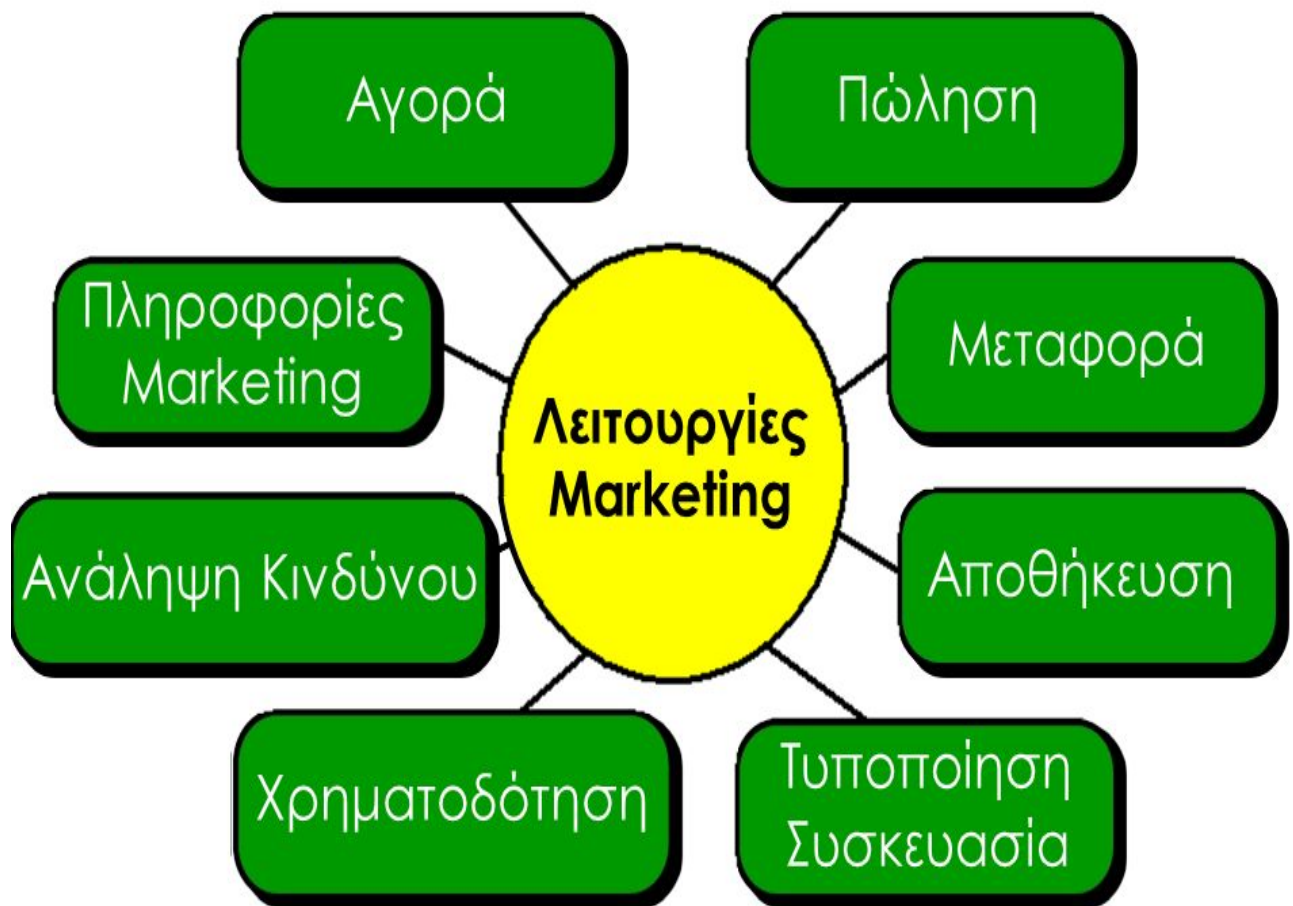 Αγορά
Πώληση
Πληροφορίες
Marketing
Μεταφορά
Λειτουργίες
Marketing
Ανάληψη Κινδύνου
Αποθήκευση
Χρηματοδότηση
Τυποποίηση
Συσκευασία